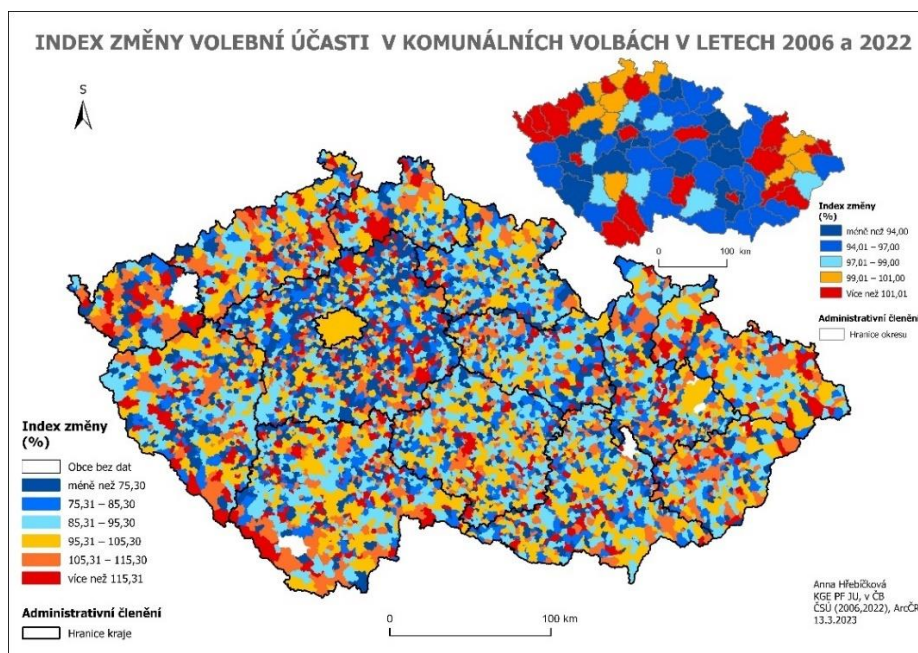 INDEX ZMĚNY VOLEBNÍ ÚČASTI V KOMUNÁLNÍCH VOLBÁCH V LETECH 2006 a 2022
S
Index změny
(%)
méně než 94,00
94,01 – 97,00
97,01 – 99,00
99,01 – 101,00
Více než 101,01
Administrativní členění
Hranice okresu
0 100 km
Index změny
(%)
Obce bez dat
méně než 75,30
75,31 – 85,30
85,31 – 95,30
95,31 – 105,30
105,31 – 115,30
více než 115,31
Administrativní členění
Hranice kraje
0 100 km
Anna Hřebíčková
KGE PF JU, v ČB
ČSÚ (2006,2022), ArcČR
13.3.2023